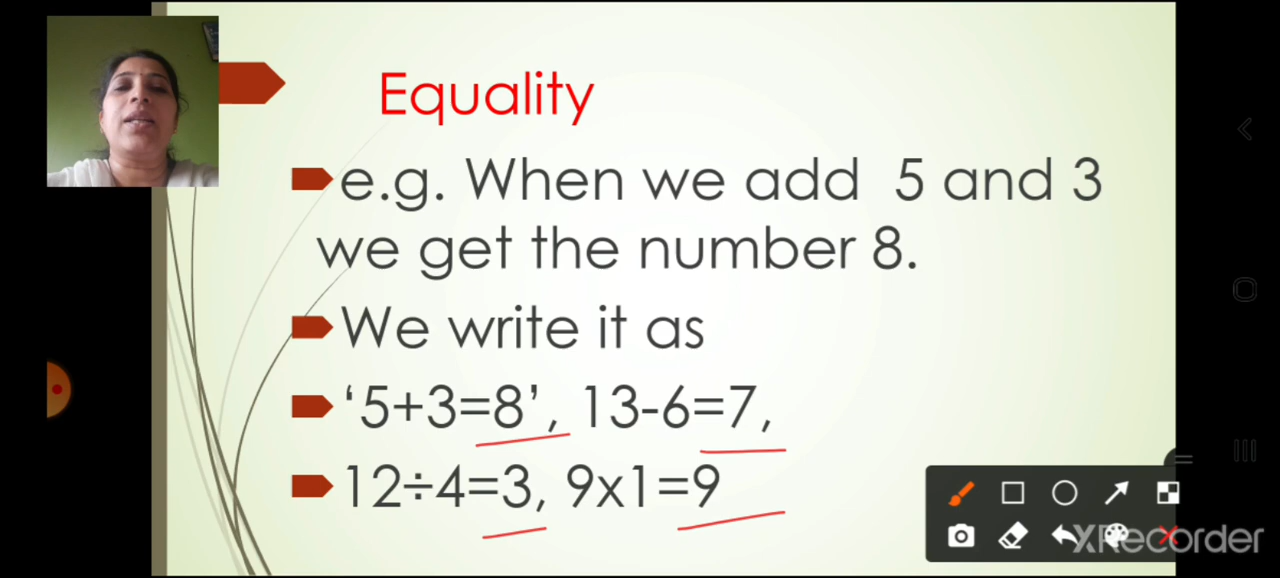 Equality
e.g. When we add 5 and 3
we get the number 8.
We write it as
‘5+3=8’, 13-6=7,
12÷4=3, 9x1=9
XRecorder